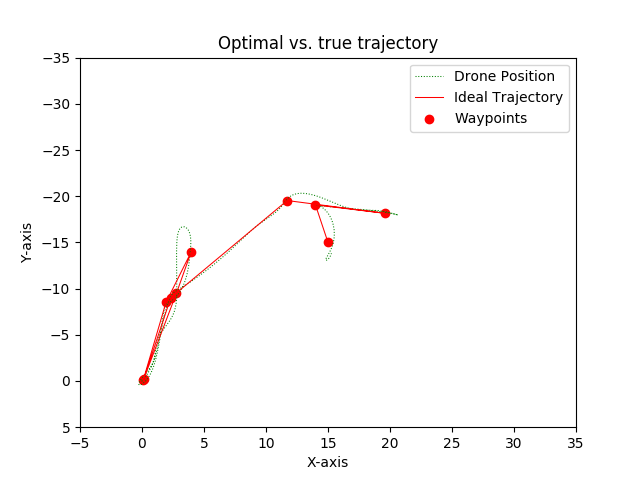 Optimal vs. true trajectory
Drone Position
Ideal Trajectory
Waypoints
Y-axis
−35
−30
−25
−20
−15
−10
−5
0
5
−5 0 5 10 15 20 25 30 35
X-axis